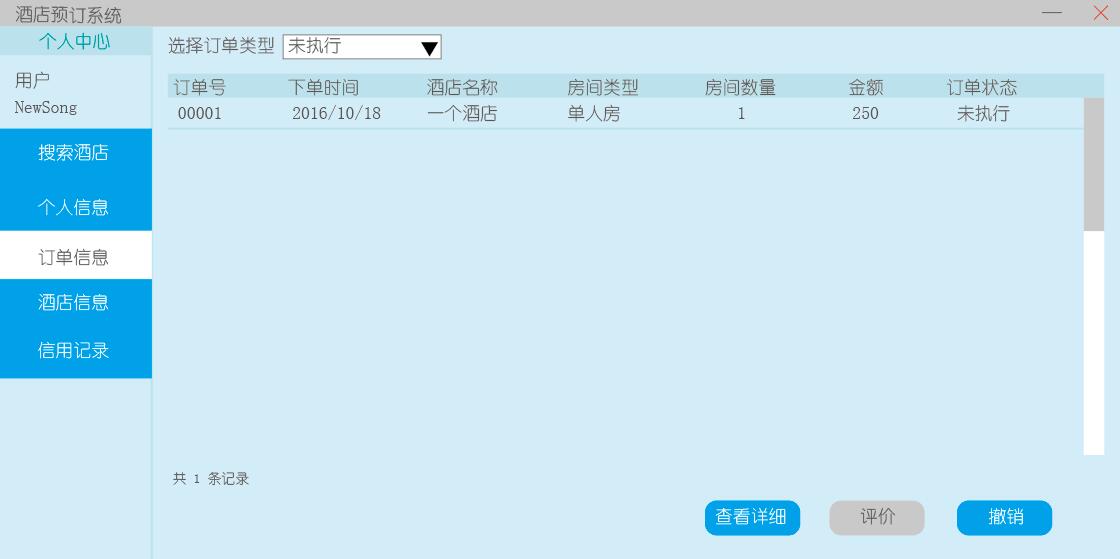 酒店预订系统
个人中心
用户
NewSong
搜索酒店
个人信息
订单信息
酒店信息
信用记录
选择订单类型 未执行
订单号 下单时间 酒店名称 房间类型 房间数量 金额 订单状态
00001 2016/10/18 一个酒店 单人房 1 250 未执行
共 1 条记录
查看详细 评价 撤销